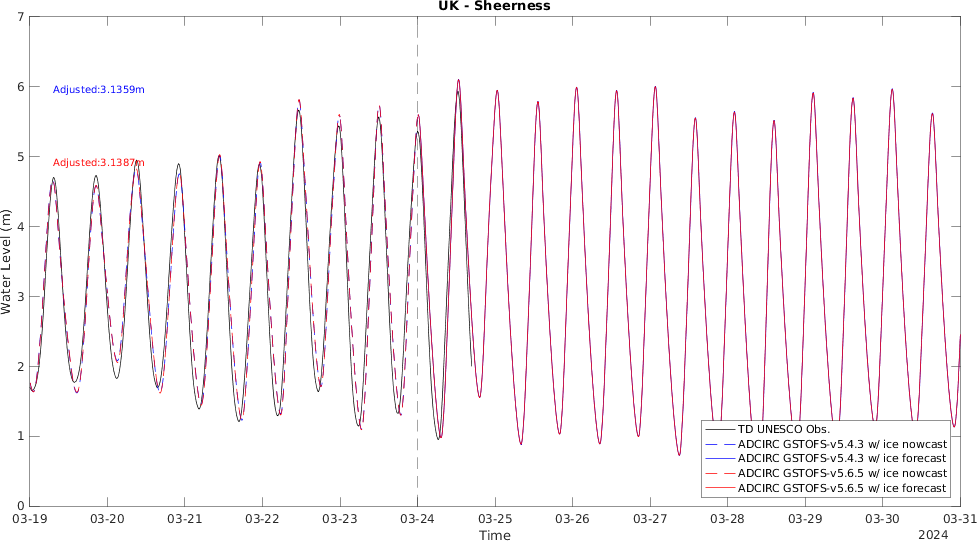 UK - Sheerness
7
6
5
4
3
2
1
0
Water Level (m)
Adjusted:3.1359m
Adjusted:3.1387m
TD UNESCO Obs.
ADCIRC GSTOFS-v5.4.3 w/ ice nowcast
ADCIRC GSTOFS-v5.4.3 w/ ice forecast
ADCIRC GSTOFS-v5.6.5 w/ ice nowcast
ADCIRC GSTOFS-v5.6.5 w/ ice forecast
03-19 03-20 03-21 03-22 03-23 03-24 03-25 03-26 03-27 03-28 03-29 03-30 03-31
Time
2024